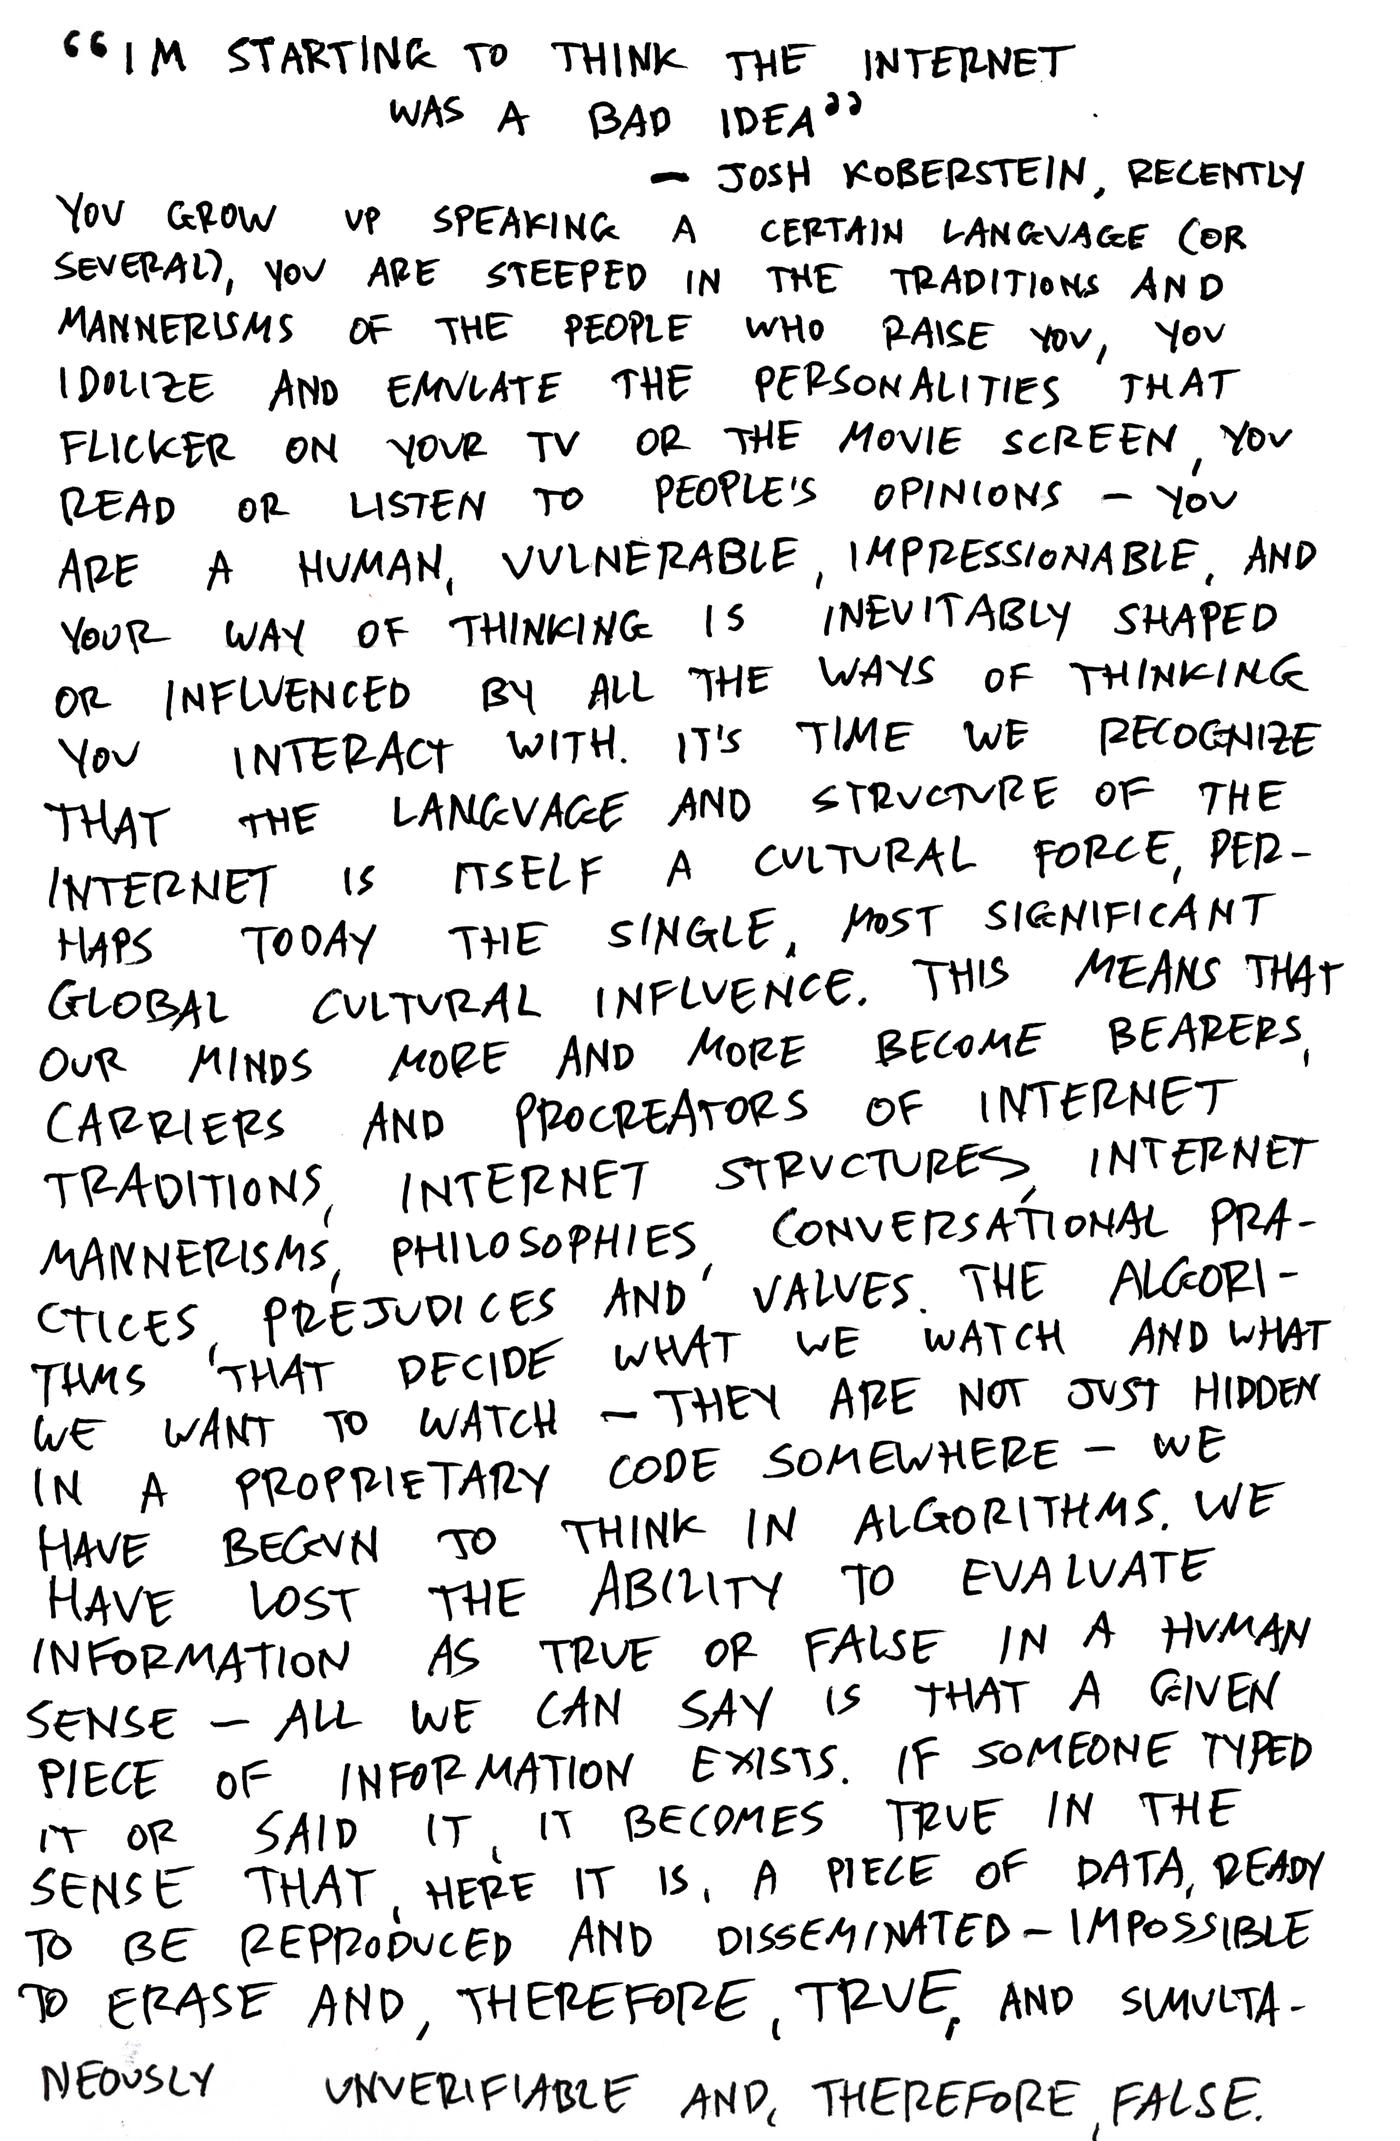 “IM STARTING TO THINK THE INTERNET
WAS A BAD IDEA”
— JOSH KOBERSTEIN, RECENTLY
YOU GROW UP SPEAKING A CERTAIN LANGUAGE (OR
SEVERAL), YOU ARE STEEPED IN THE TRADITIONS AND
MANNERISMS OF THE PEOPLE WHO RAISE YOU, YOU
IDOLIZE AND EMULATE THE PERSONALITIES THAT
FLICKER ON YOUR TV OR THE MOVIE SCREEN, YOU
READ OR LISTEN TO PEOPLE'S OPINIONS — YOU
ARE A HUMAN, VULNERABLE, IMPRESSIONABLE, AND
YOUR WAY OF THINKING IS INEVITABLY SHAPED
OR INFLUENCED BY ALL THE WAYS OF THINKING
YOU INTERACT WITH. IT'S TIME WE RECOGNIZE
THAT THE LANGUAGE AND STRUCTURE OF THE
INTERNET IS ITSELF A CULTURAL FORCE, PER-
HAPS TODAY THE SINGLE, MOST SIGNIFICANT
GLOBAL CULTURAL INFLUENCE. THIS MEANS THAT
OUR MINDS MORE AND MORE BECOME BEARERS,
CARRIERS AND PROCREATORS OF INTERNET
TRADITIONS, INTERNET STRUCTURES, INTERNET
MANNERISMS, PHILOSOPHIES, CONVERSATIONAL PRA-
CTICES, PREJUDICES AND VALUES. THE ALGORI-
THMS THAT DECIDE WHAT WE WATCH AND WHAT
WE WANT TO WATCH — THEY ARE NOT JUST HIDDEN
IN A PROPRIETARY CODE SOMEWHERE — WE
HAVE BEGUN TO THINK IN ALGORITHMS. WE
HAVE LOST THE ABILITY TO EVALUATE
INFORMATION AS TRUE OR FALSE IN A HUMAN
SENSE — ALL WE CAN SAY IS THAT A GIVEN
PIECE OF INFORMATION EXISTS. IF SOMEONE TYPED
IT OR SAID IT, IT BECOMES TRUE IN THE
SENSE THAT, HERE IT IS, A PIECE OF DATA, READY
TO BE REPRODUCED AND DISSEMINATED — IMPOSSIBLE
TO ERASE AND, THEREFORE, TRUE, AND SIMULTA-
NEOUSLY UNVERIFIABLE AND, THEREFORE, FALSE.